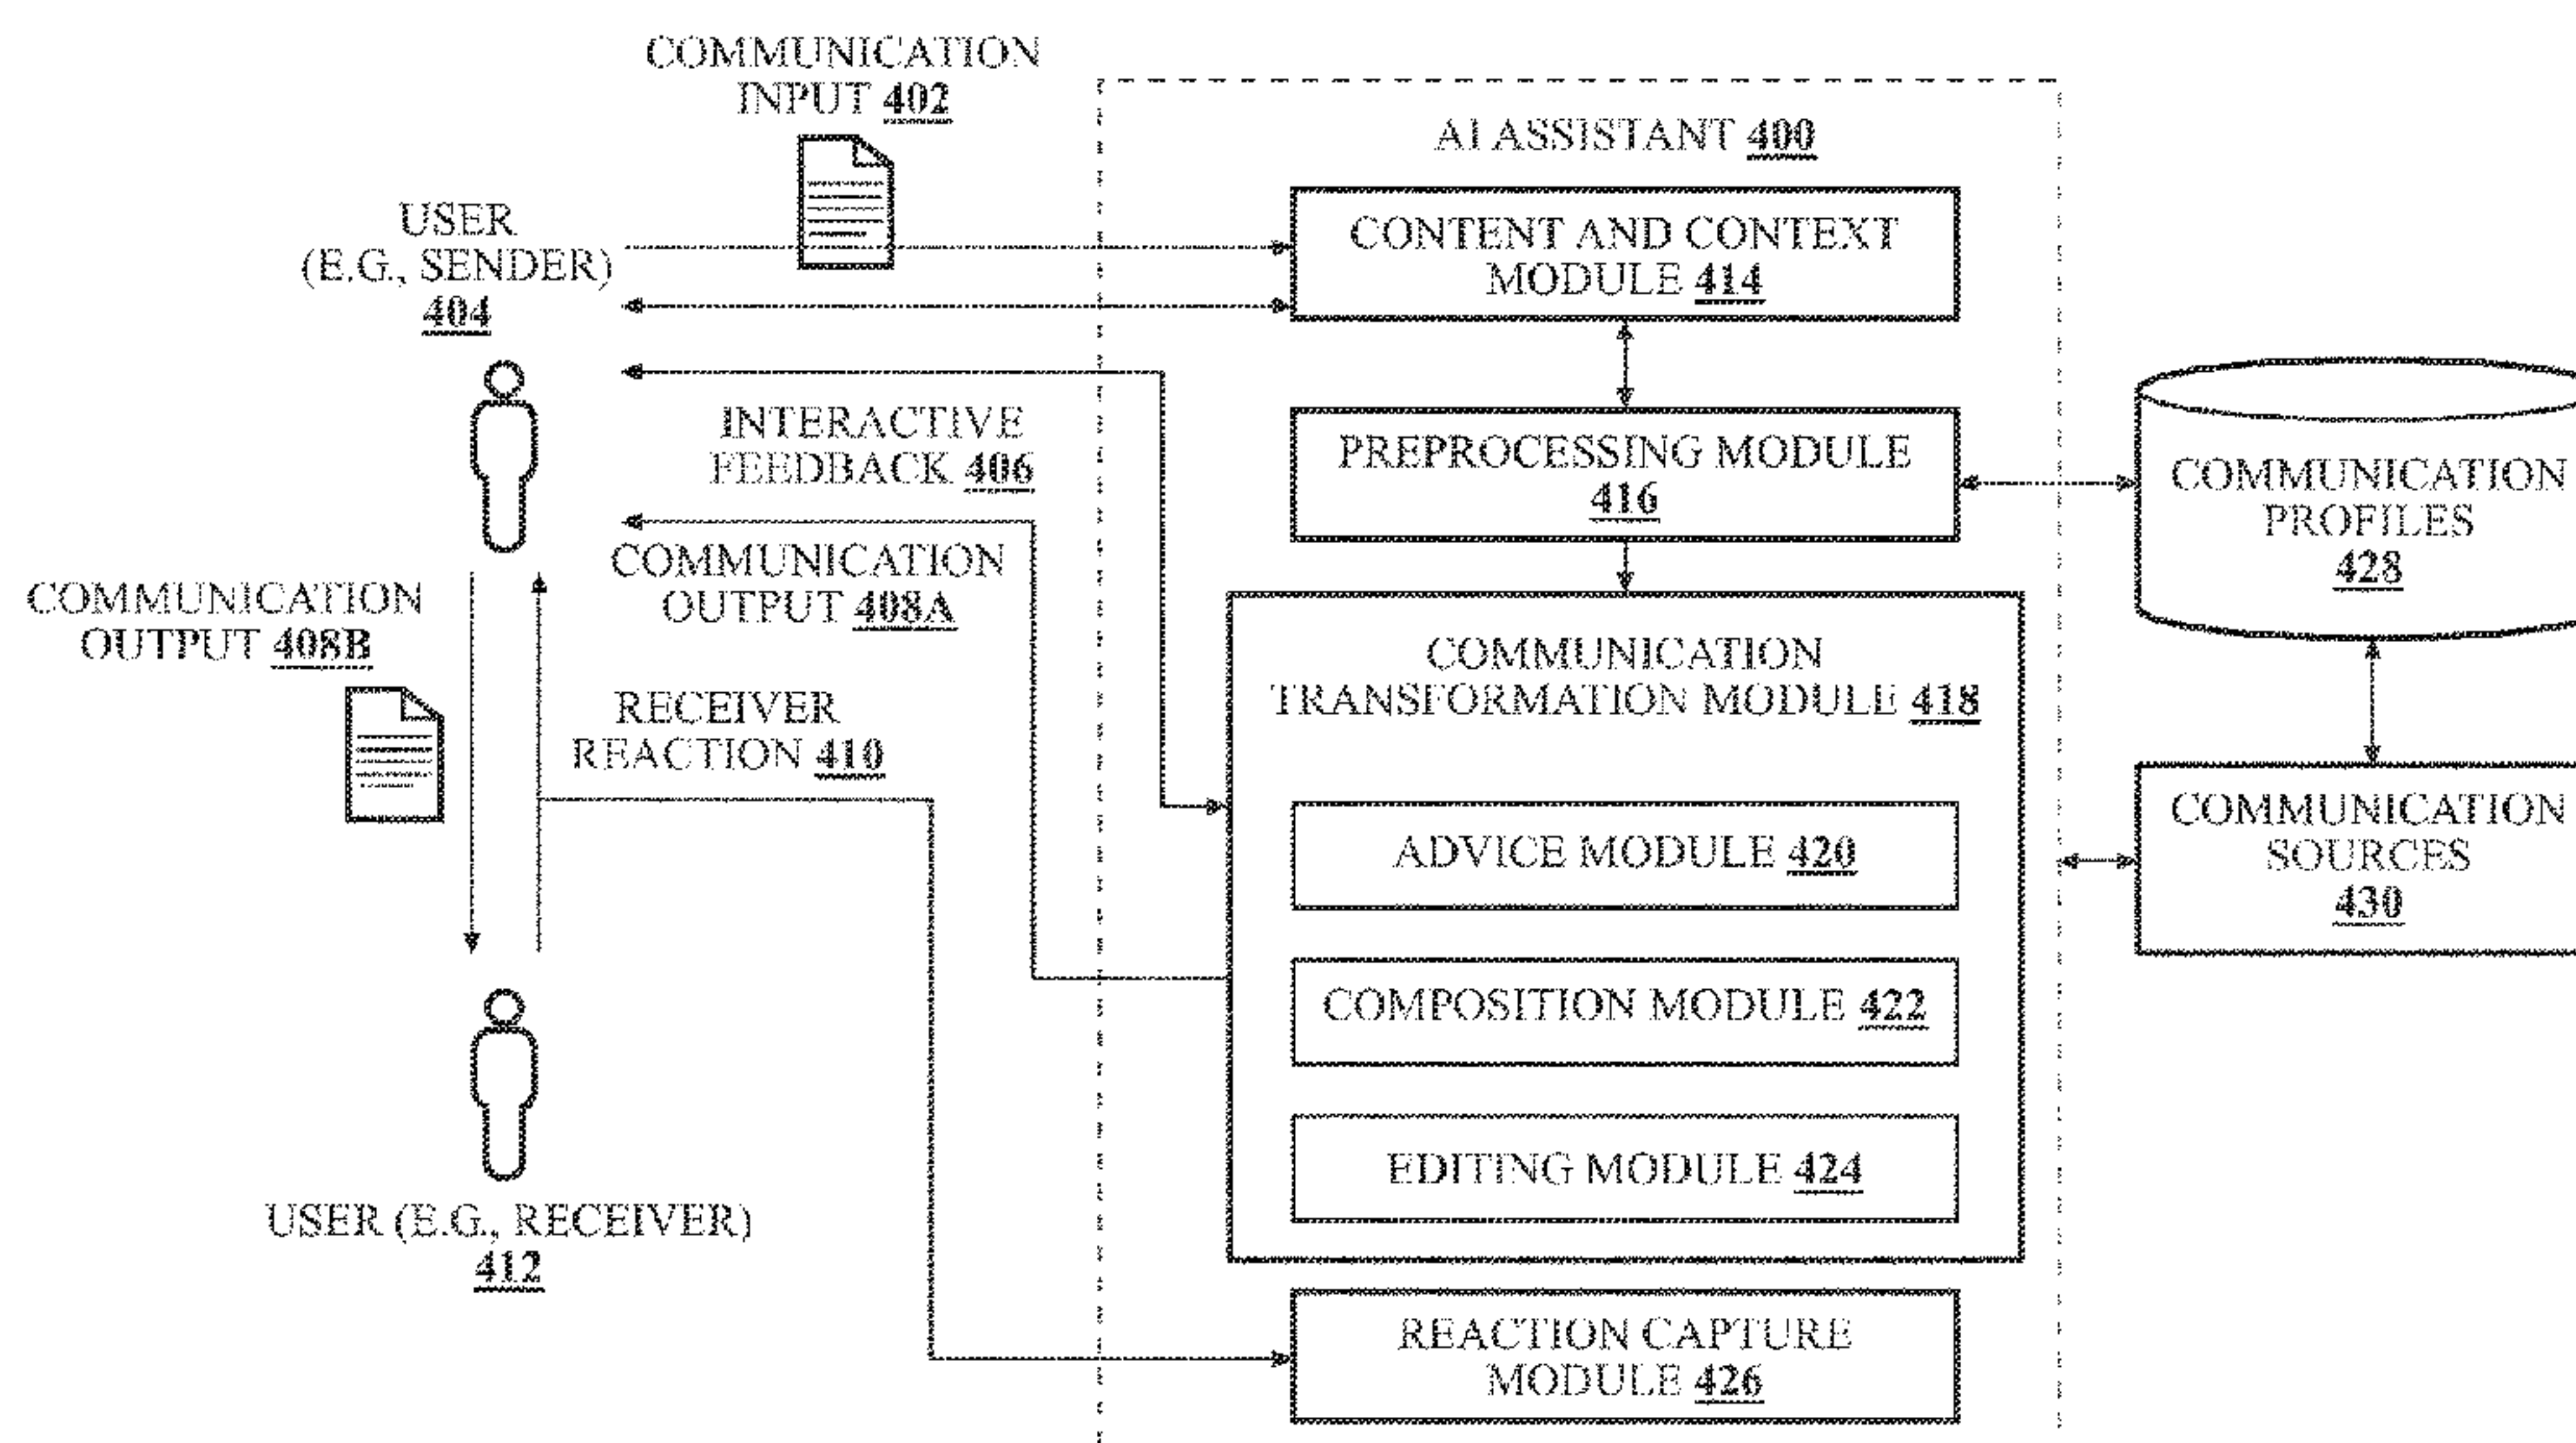 COMMUNICATION
INPUT 402
AI ASSISTANT 400
USER
(E.G., SENDER)
404
CONTENT AND CONTEXT
MODULE 414
INTERACTIVE
FEEDBACK 406
PREPROCESSING MODULE
416
COMMUNICATION
PROFILES
428
COMMUNICATION
OUTPUT 408A
COMMUNICATION
OUTPUT 408B
COMMUNICATION
TRANSFORMATION MODULE 418
RECEIVER
REACTION 410
ADVICE MODULE 420
COMMUNICATION
SOURCES
430
COMPOSITION MODULE 422
EDITING MODULE 424
USER (E.G., RECEIVER)
412
REACTION CAPTURE
MODULE 426